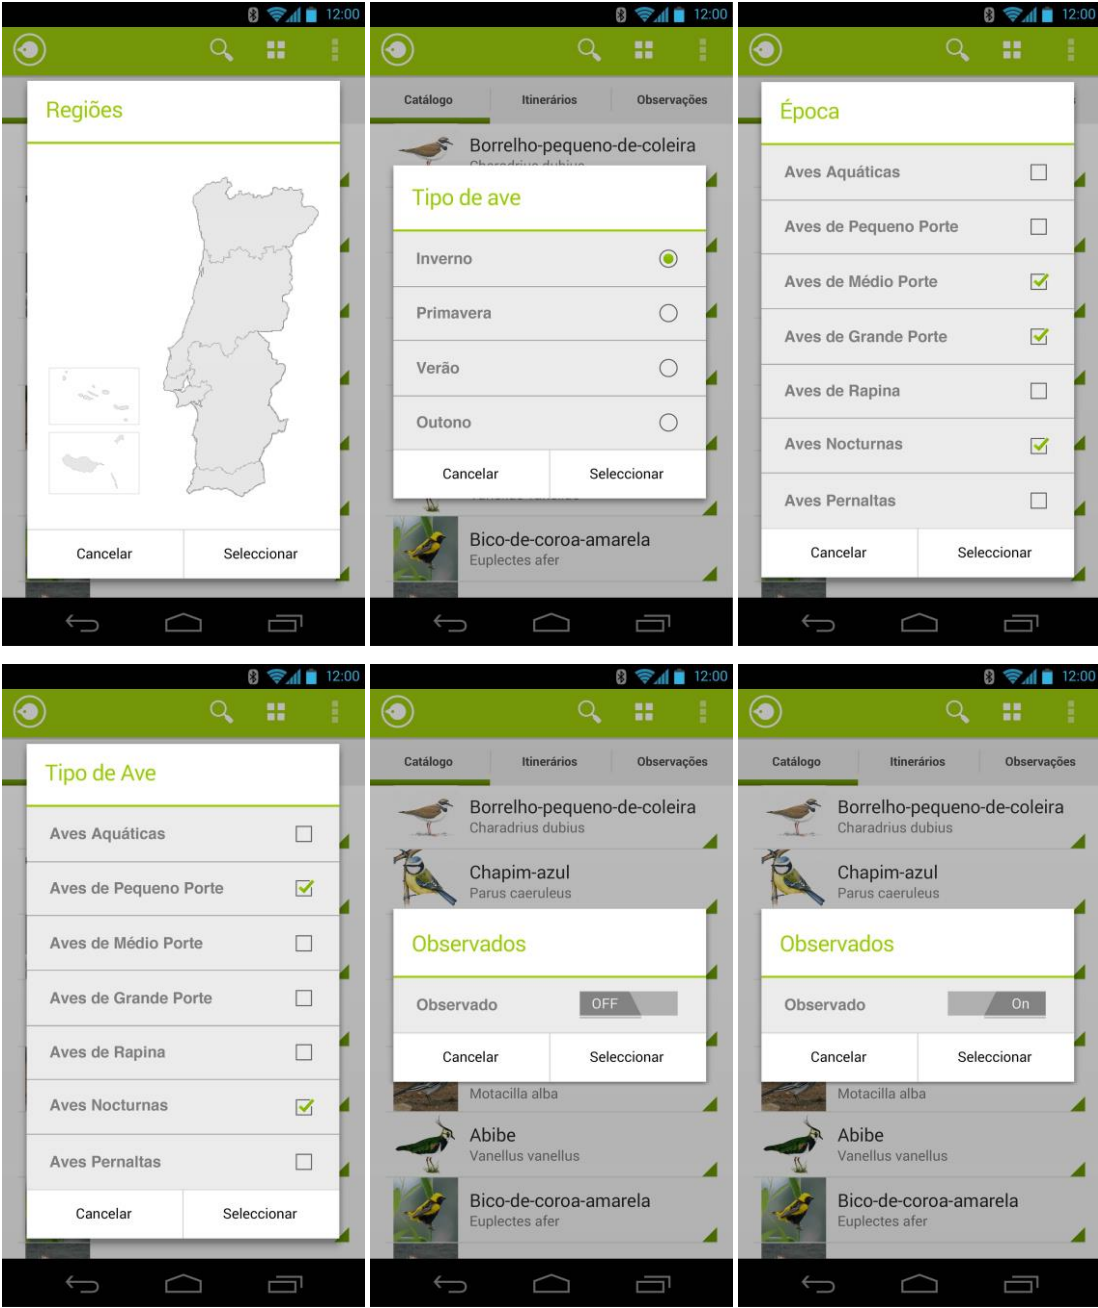 12:00
Regiões
Cancelar
Seleccionar
12:00
Catálogo
Itinerários
Observações
Borrelho-pequeno-de-coleira
Charadrius dubius
Tipo de ave
Inverno
Primavera
Verão
Outono
Cancelar
Seleccionar
Vanellus vanellus
Bico-de-coroa-amarela
Euplectes afer
12:00
Época
Aves Aquáticas
Aves de Pequeno Porte
Aves de Médio Porte
Aves de Grande Porte
Aves de Rapina
Aves Nocturnas
Aves Pernaltas
Cancelar
Seleccionar
12:00
Tipo de Ave
Aves Aquáticas
Aves de Pequeno Porte
Aves de Médio Porte
Aves de Grande Porte
Aves de Rapina
Aves Nocturnas
Aves Pernaltas
Cancelar
Seleccionar
12:00
Catálogo
Itinerários
Observações
Borrelho-pequeno-de-coleira
Charadrius dubius
Chapim-azul
Parus caeruleus
Observados
Observado
OFF
Cancelar
Seleccionar
Motacilla alba
Abibe
Vanellus vanellus
Bico-de-coroa-amarela
Euplectes afer
12:00
Catálogo
Itinerários
Observações
Borrelho-pequeno-de-coleira
Charadrius dubius
Chapim-azul
Parus caeruleus
Observados
Observado
On
Cancelar
Seleccionar
Motacilla alba
Abibe
Vanellus vanellus
Bico-de-coroa-amarela
Euplectes afer